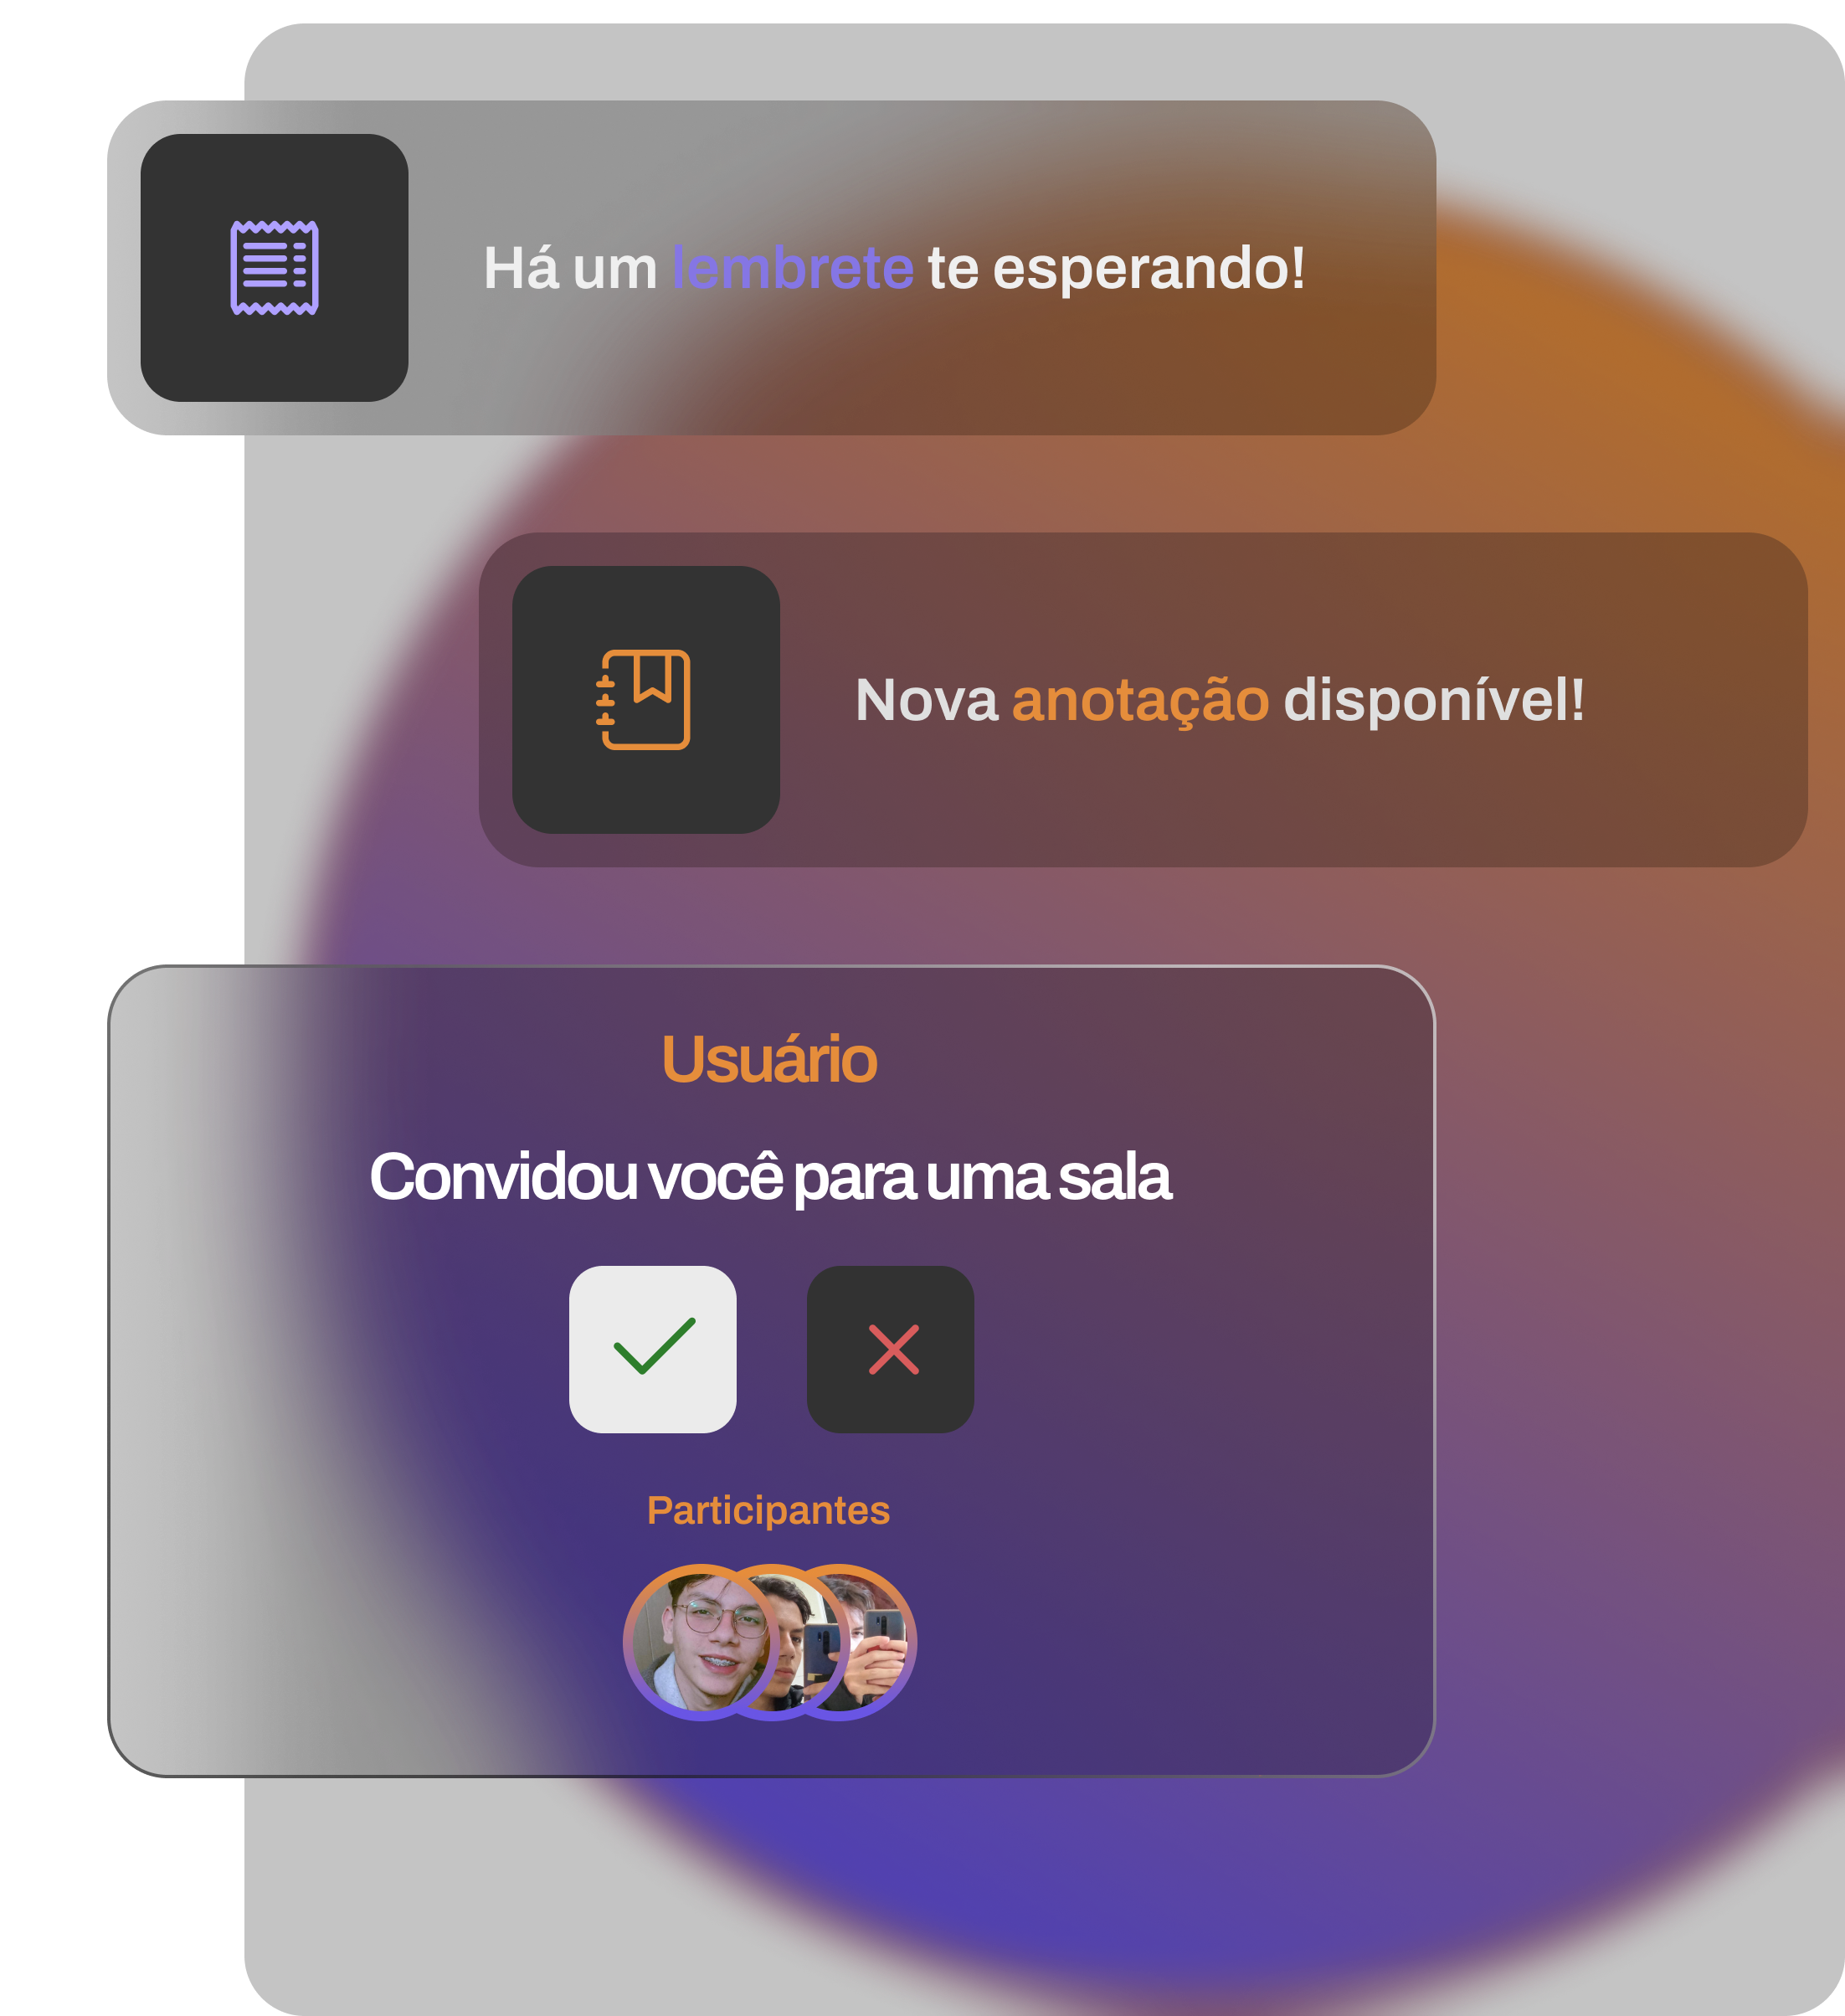 Há um lembrete te esperando!
Nova anotação disponível!
Usuário
Convidou você para uma sala
Participantes